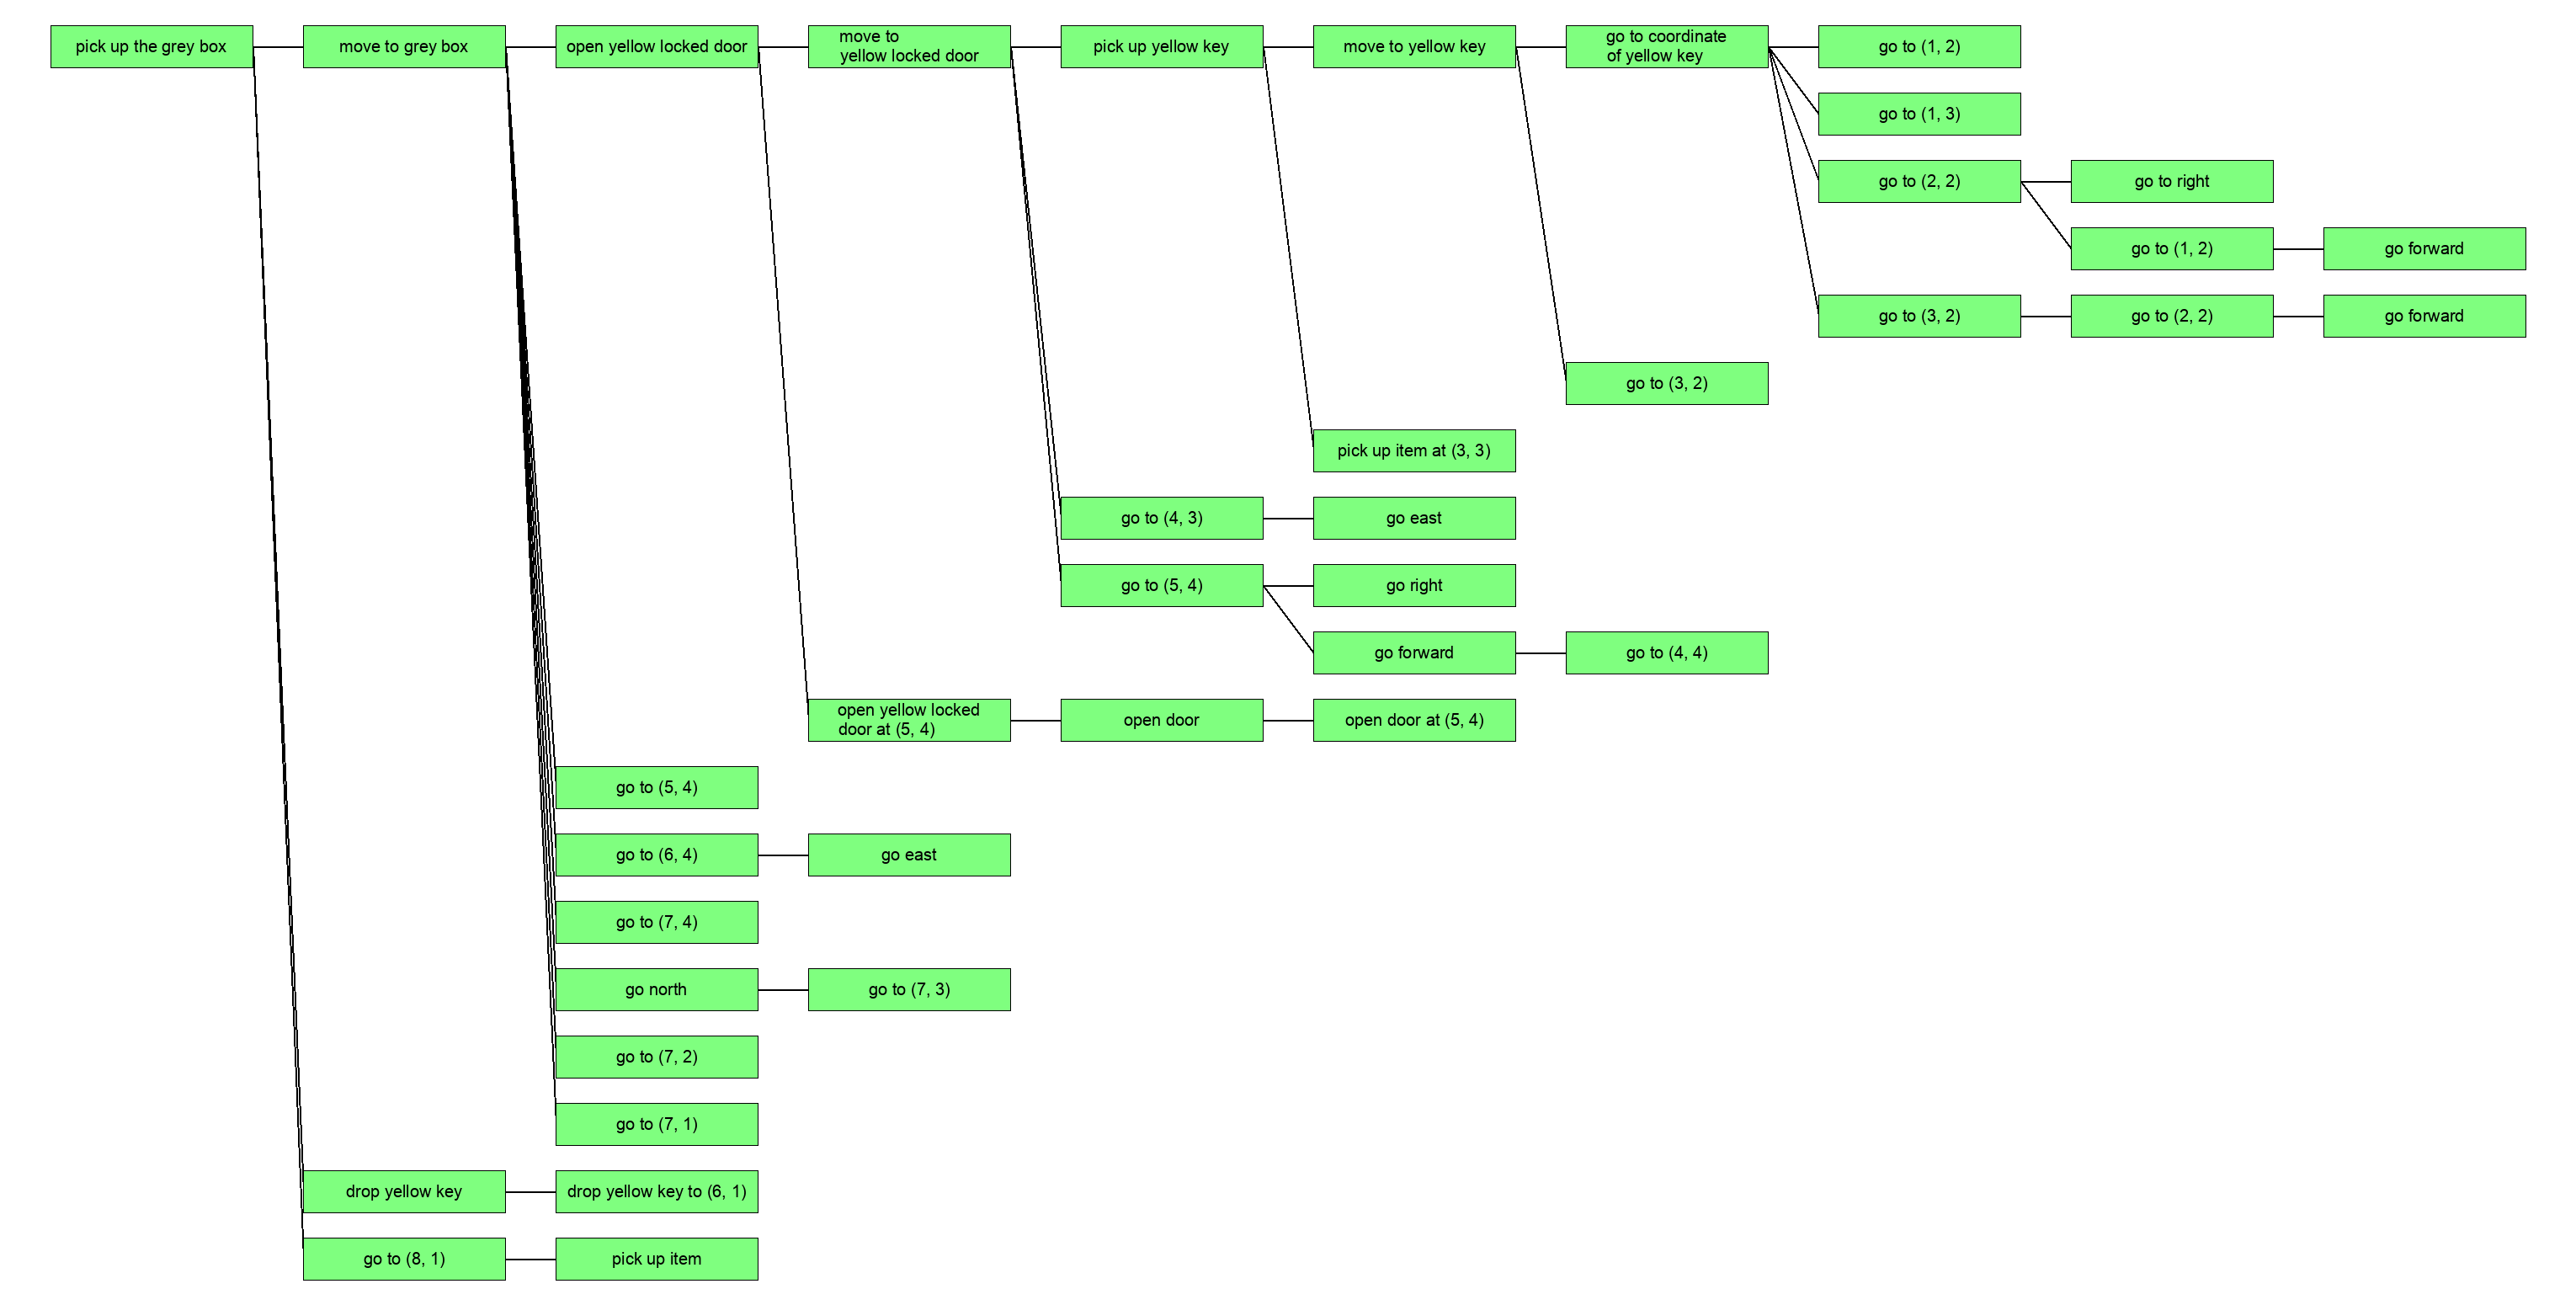 pick up the grey box
move to grey box
open yellow locked door
move to
yellow locked door
pick up yellow key
move to yellow key
go to coordinate
of yellow key
go to (1, 2)
go to (1, 3)
go to (2, 2)
go to right
go to (1, 2)
go forward
go to (3, 2)
go to (2, 2)
go forward
go to (3, 2)
pick up item at (3, 3)
go to (4, 3)
go east
go to (5, 4)
go right
go forward
go to (4, 4)
open yellow locked
door at (5, 4)
open door
open door at (5, 4)
go to (5, 4)
go to (6, 4)
go east
go to (7, 4)
go north
go to (7, 3)
go to (7, 2)
go to (7, 1)
drop yellow key
drop yellow key to (6, 1)
go to (8, 1)
pick up item